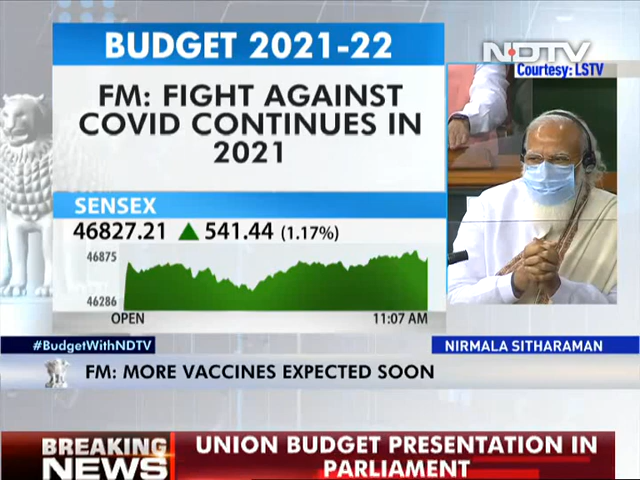 BUDGET 2021-22
NDTV
Courtesy: LSTV
FM: FIGHT AGAINST
COVID CONTINUES IN
2021
SENSEX
46827.21 ▲ 541.44 (1.17%)
46875
46286
OPEN 11:07 AM
#BudgetWithNDTV
NIRMALA SITHARAMAN
FM: MORE VACCINES EXPECTED SOON
BREAKING
NEWS
UNION BUDGET PRESENTATION IN
PARLIAMENT